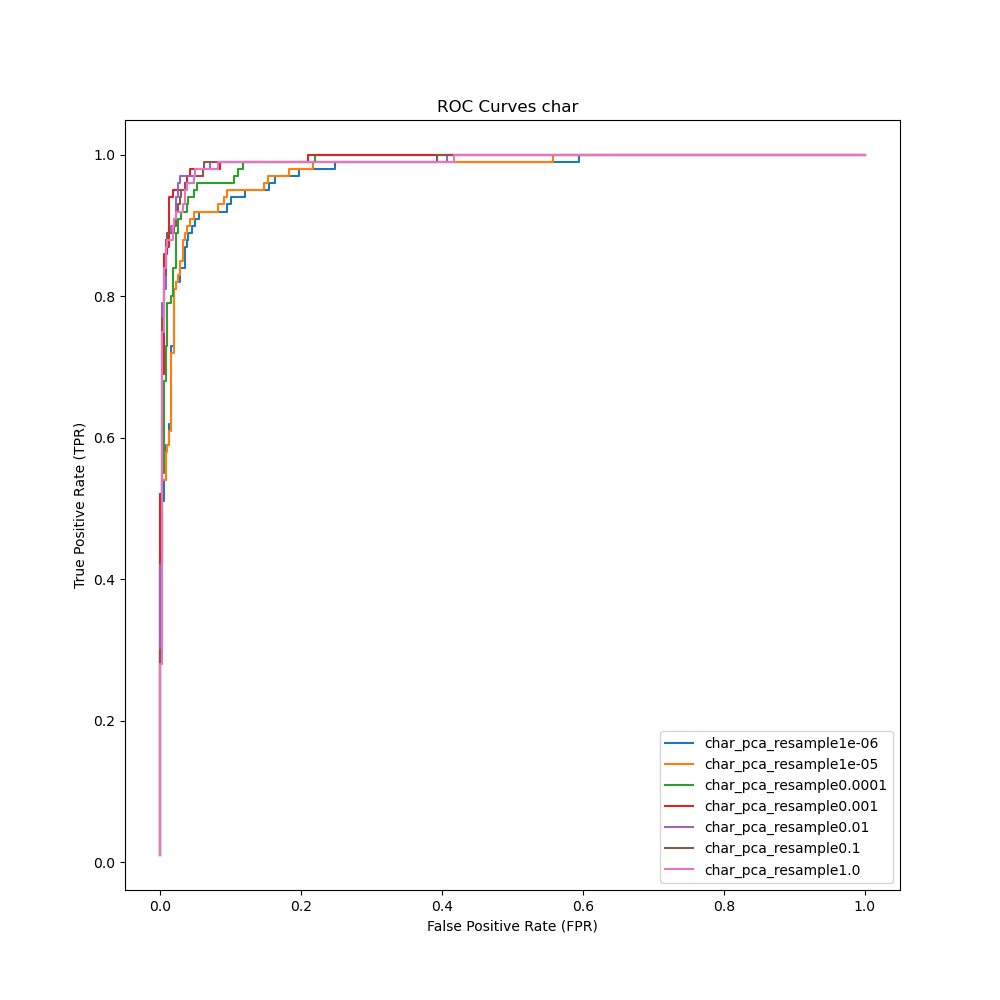 ROC Curves char
True Positive Rate (TPR)
1.0
0.8
0.6
0.4
0.2
0.0
0.0 0.2 0.4 0.6 0.8 1.0
False Positive Rate (FPR)
char_pca_resample1e-06
char_pca_resample1e-05
char_pca_resample0.0001
char_pca_resample0.001
char_pca_resample0.01
char_pca_resample0.1
char_pca_resample1.0